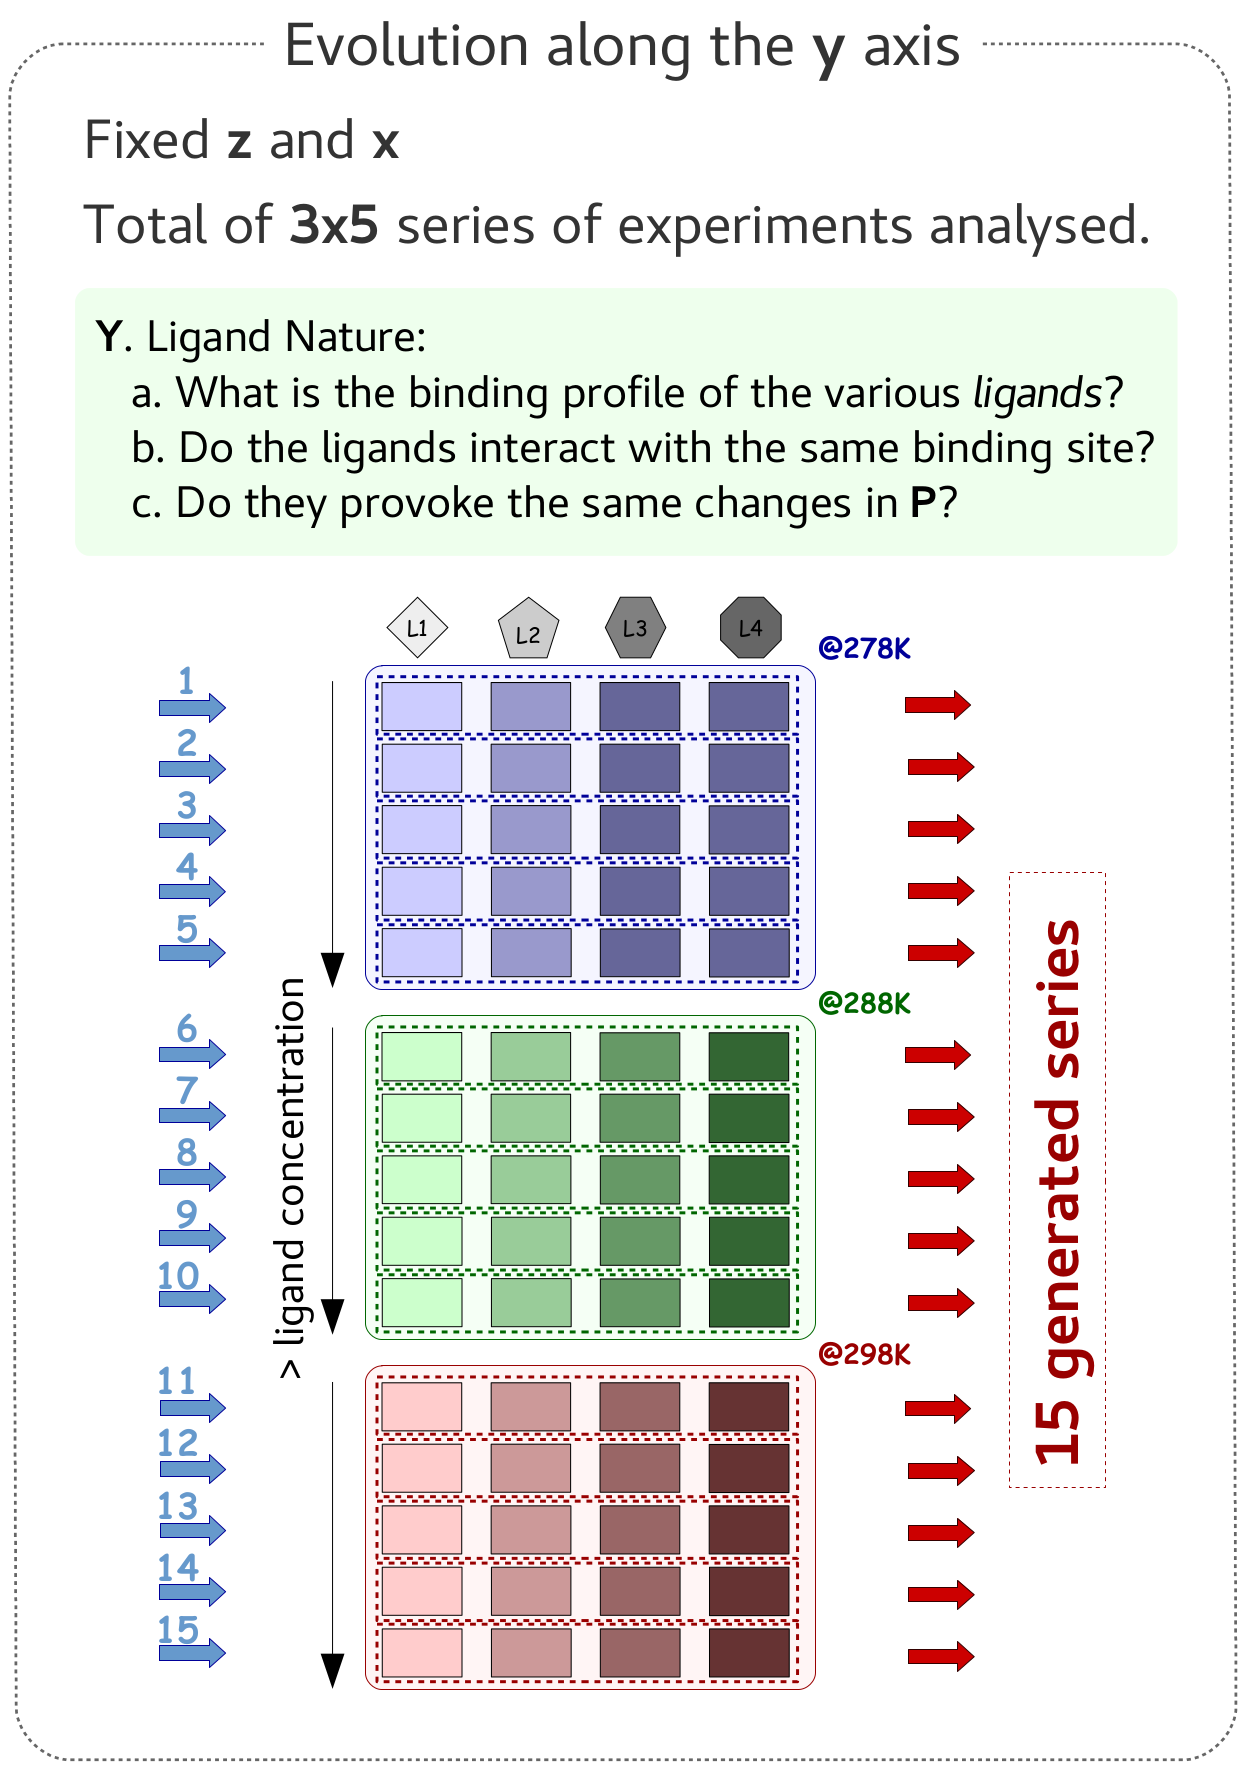 Evolution along the y axis
Fixed z and x
Total of 3x5 series of experiments analysed.
Y. Ligand Nature:
a. What is the binding profile of the various ligands?
b. Do the ligands interact with the same binding site?
c. Do they provoke the same changes in P?
L1 L2 L3 L4
@278K
1
2
3
4
5
@288K
6
7
8
9
10
> ligand concentration
@298K
11
12
13
14
15
15 generated series